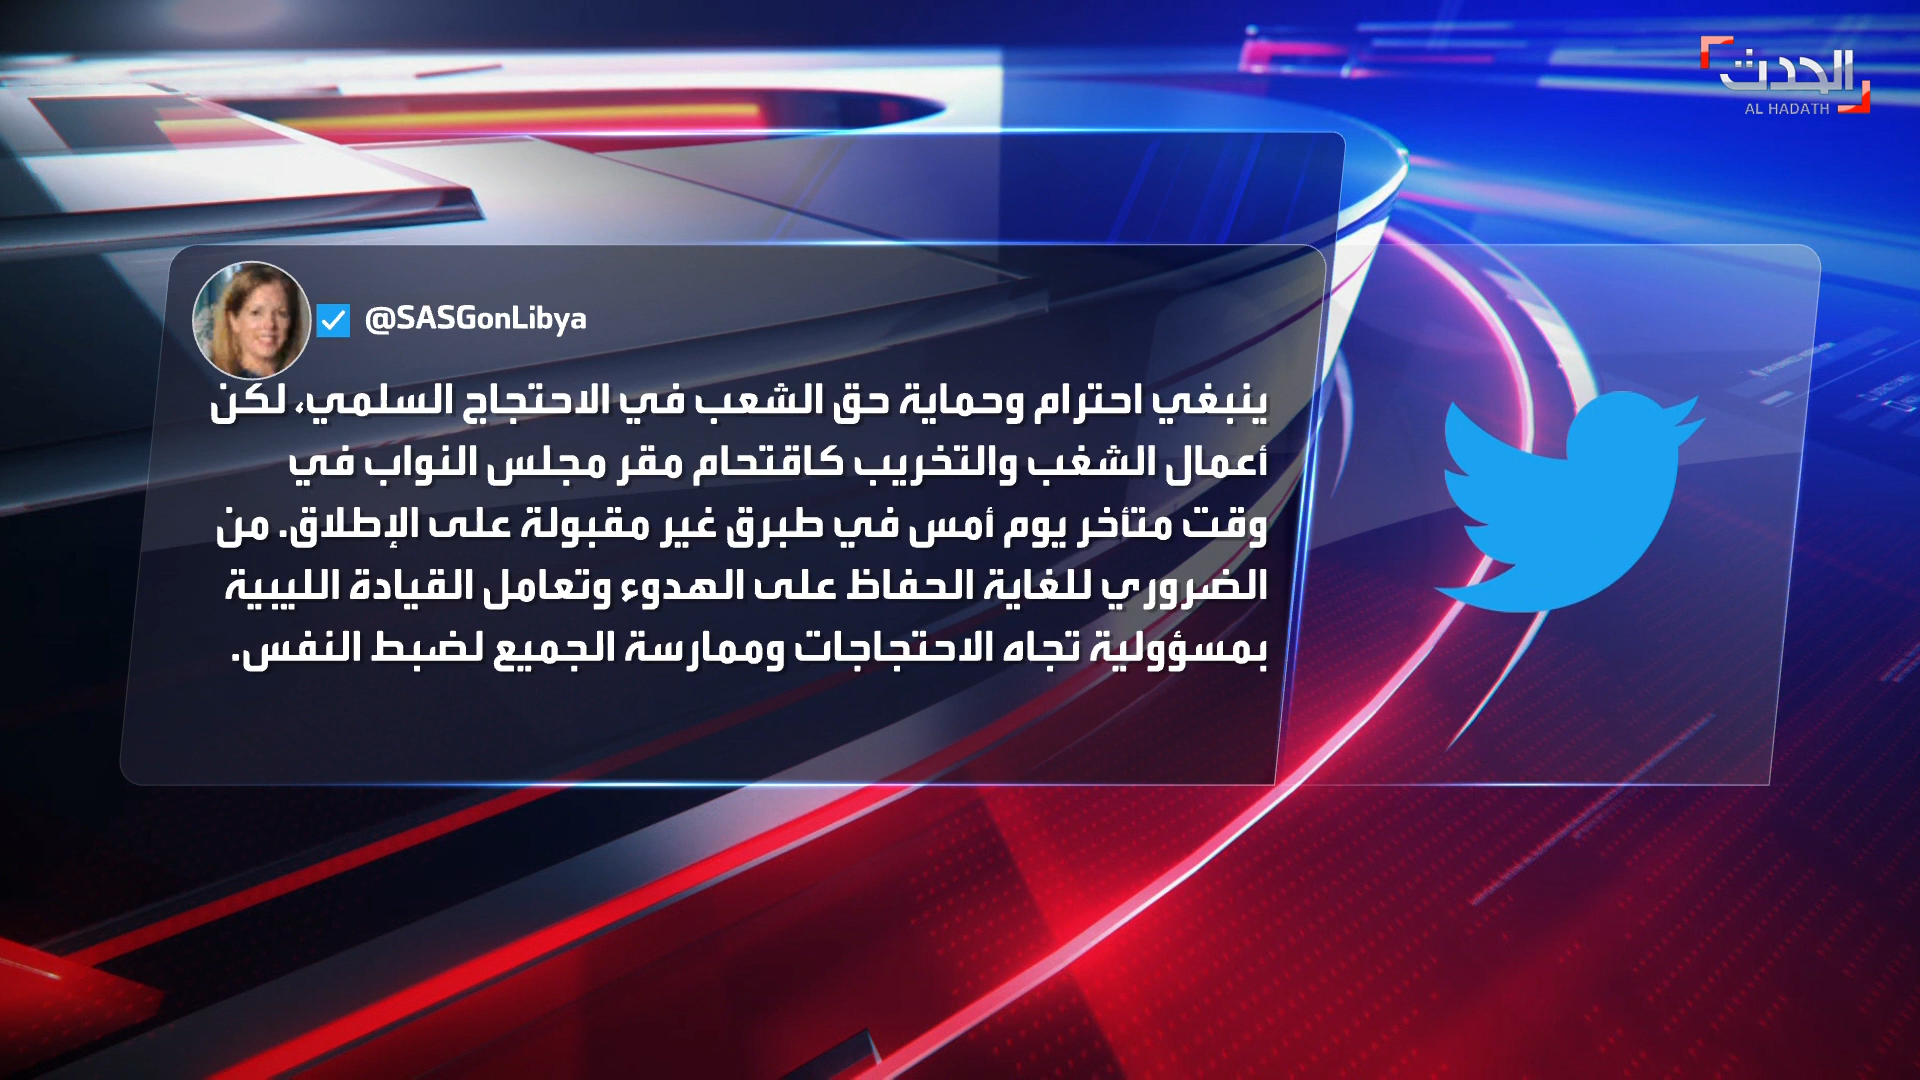 الحدث
AL HADATH
@SASGonLibya
ينبغي احترام وحماية حق الشعب في الاحتجاج السلمي، لكن
أعمال الشغب والتخريب كاقتحام مقر مجلس النواب في
وقت متأخر يوم أمس في طبرق غير مقبولة على الإطلاق. من
الضروري للغاية الحفاظ على الهدوء وتعامل القيادة الليبية
بمسؤولية تجاه الاحتجاجات وممارسة الجميع لضبط النفس.